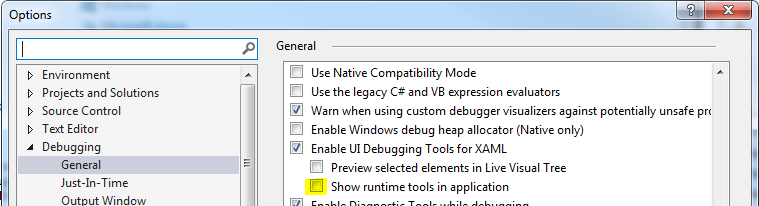 Options
General
Environment
Projects and Solutions
Source Control
Text Editor
Debugging
General
Just-In-Time
Output Window
Use Native Compatibility Mode
Use the legacy C# and VB expression evaluators
Warn when using custom debugger visualizers against potentially unsafe pro
Enable Windows debug heap allocator (Native only)
Enable UI Debugging Tools for XAML
Preview selected elements in Live Visual Tree
Show runtime tools in application
Enable Diagnostic Tools while debugging